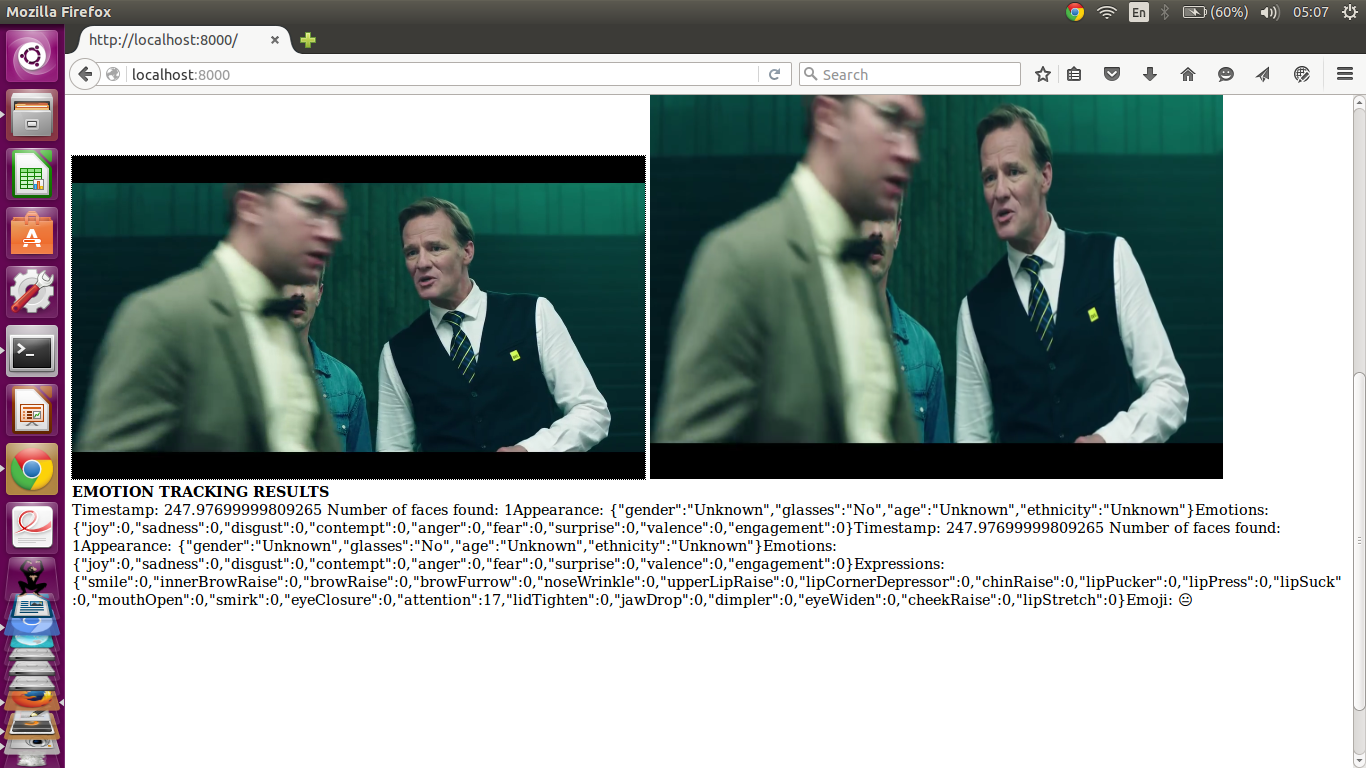 Mozilla Firefox
En
(60%)
05:07
http://localhost:8000/
localhost:8000
Search
EMOTION TRACKING RESULTS
Timestamp: 247.97699999809265 Number of faces found: 1Appearance: {"gender":"Unknown","glasses":"No","age":"Unknown","ethnicity":"Unknown"}Emotions:
{"joy":0,"sadness":0,"disgust":0,"contempt":0,"anger":0,"fear":0,"surprise":0,"valence":0,"engagement":0}Timestamp: 247.97699999809265 Number of faces found:
1Appearance: {"gender":"Unknown","glasses":"No","age":"Unknown","ethnicity":"Unknown"}Emotions:
{"joy":0,"sadness":0,"disgust":0,"contempt":0,"anger":0,"fear":0,"surprise":0,"valence":0,"engagement":0}Expressions:
{"smile":0,"innerBrowRaise":0,"browRaise":0,"browFurrow":0,"noseWrinkle":0,"upperLipRaise":0,"lipCornerDepressor":0,"chinRaise":0,"lipPucker":0,"lipPress":0,"lipSuck"
:0,"mouthOpen":0,"smirk":0,"eyeClosure":0,"attention":17,"lidTighten":0,"jawDrop":0,"dimpler":0,"eyeWiden":0,"cheekRaise":0,"lipStretch":0}Emoji: 😐